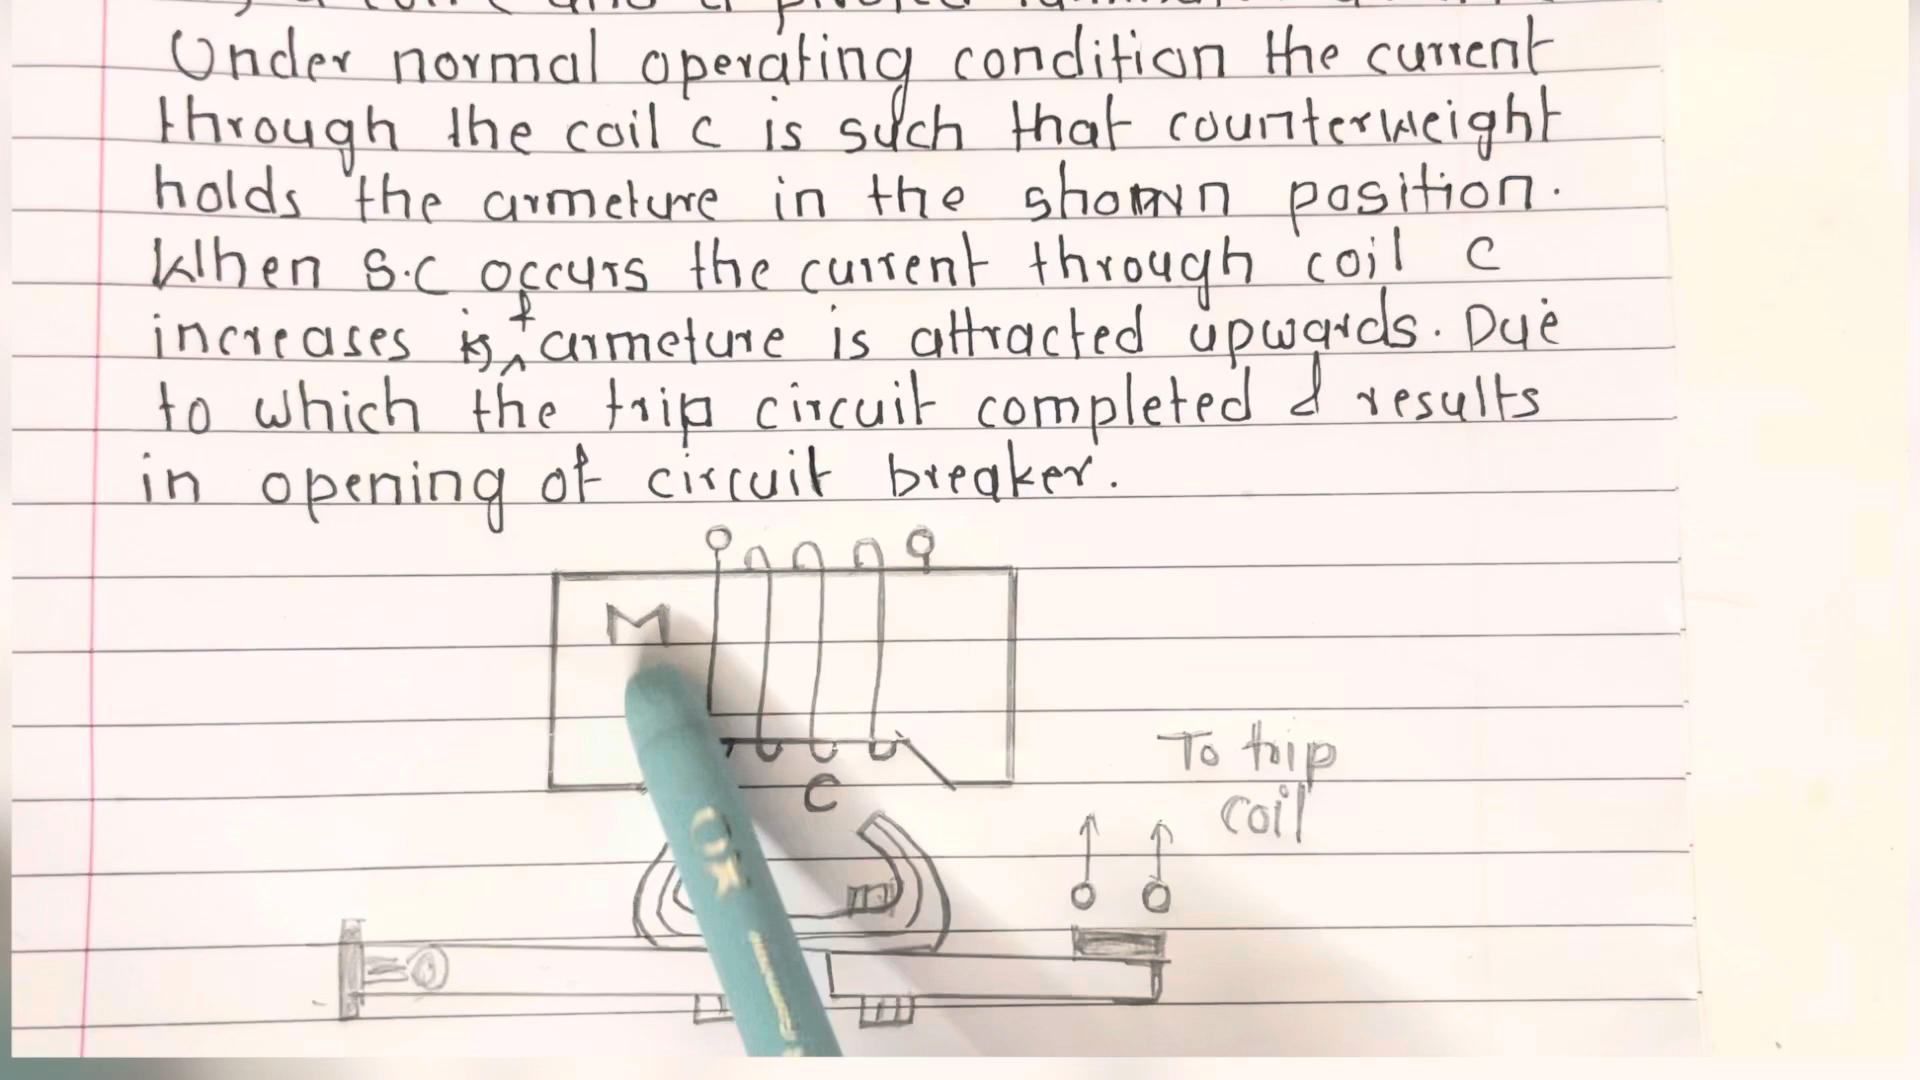 Under normal operating condition the current
through the coil c is such that counterweight
holds the armeture in the shown position.
When S.C occurs the current through coil c
increases & armeture is attracted upwards. Due
to which the trip circuit completed & results
in opening of circuit breaker.
M
C
To trip
coil
OK